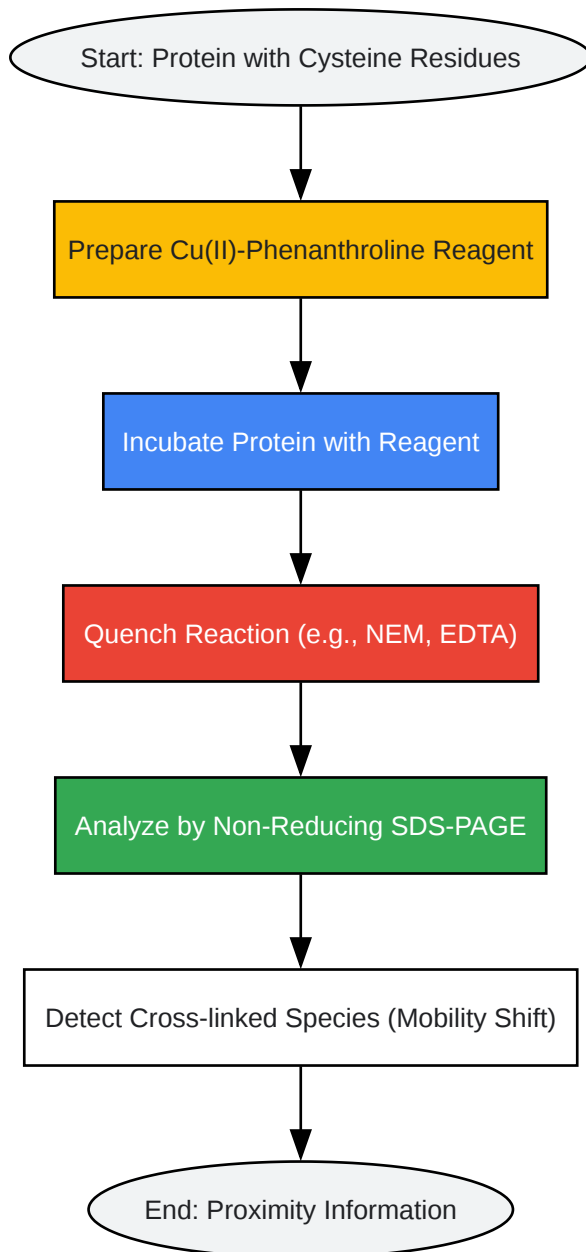 Start: Protein with Cysteine Residues
Prepare Cu(II)-Phenanthroline Reagent
Incubate Protein with Reagent
Quench Reaction (e.g., NEM, EDTA)
Analyze by Non-Reducing SDS-PAGE
Detect Cross-linked Species (Mobility Shift)
End: Proximity Information